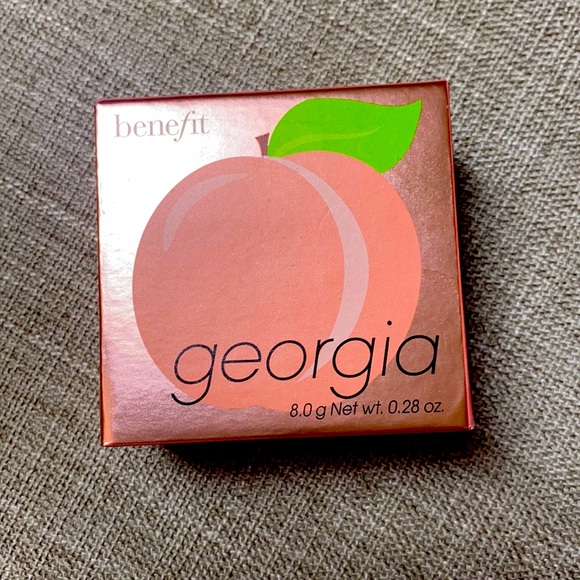 benefit
georgia
8.0 g Net wt. 0.28 oz.